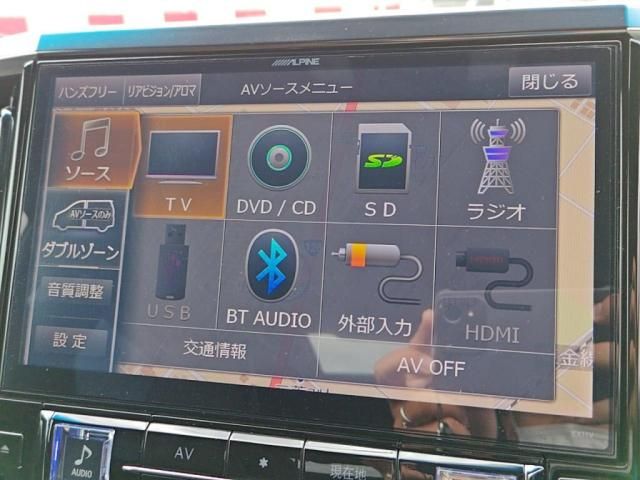 ALPINE
ハンズフリー リアビジョン/アロマ AVソースメニュー 閉じる
ソース
TV
DVD / CD
SD
ラジオ
AVソースのみ
ダブルゾーン
USB
BT AUDIO
外部入力
HDMI
音質調整
設定
交通情報
AV OFF
AUDIO
AV
現在地